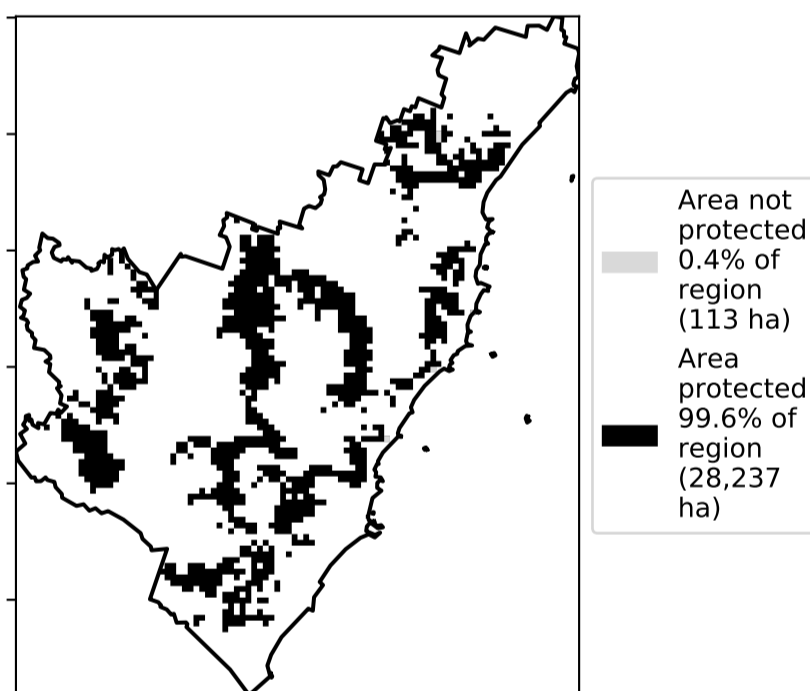 Area not
protected
0.4% of
region
(113 ha)
Area
protected
99.6% of
region
(28,237
ha)